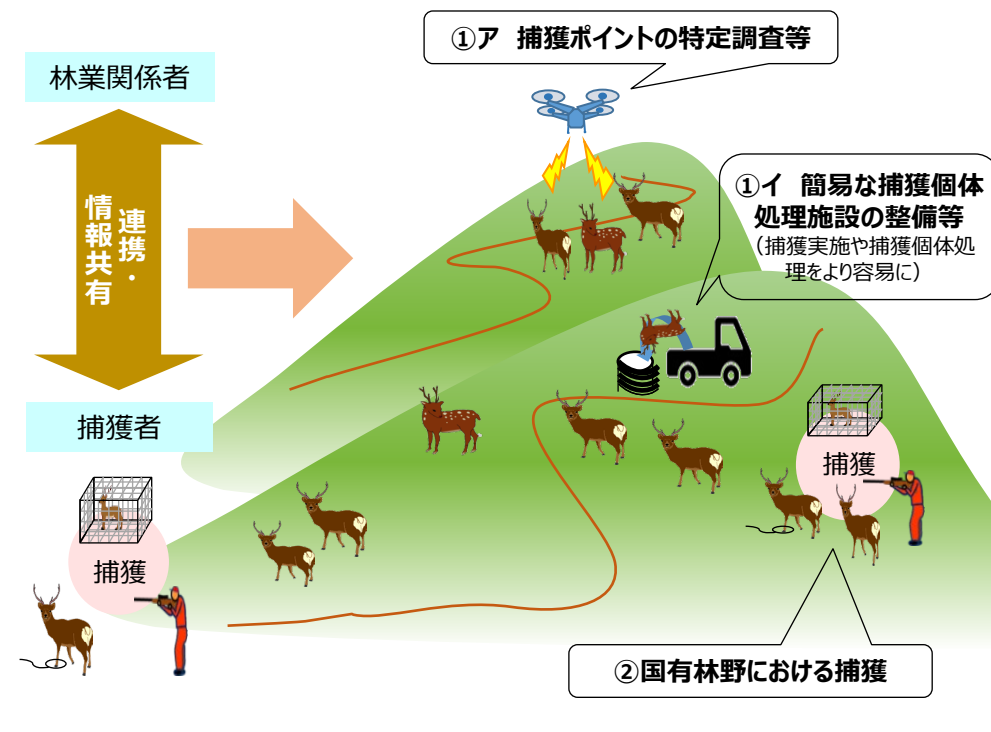 ①ア 捕獲ポイントの特定調査等
林業関係者
連携・
情報共有
捕獲者
①イ 簡易な捕獲個体
処理施設の整備等
（捕獲実施や捕獲個体処
理をより容易に）
捕獲
捕獲
②国有林野における捕獲